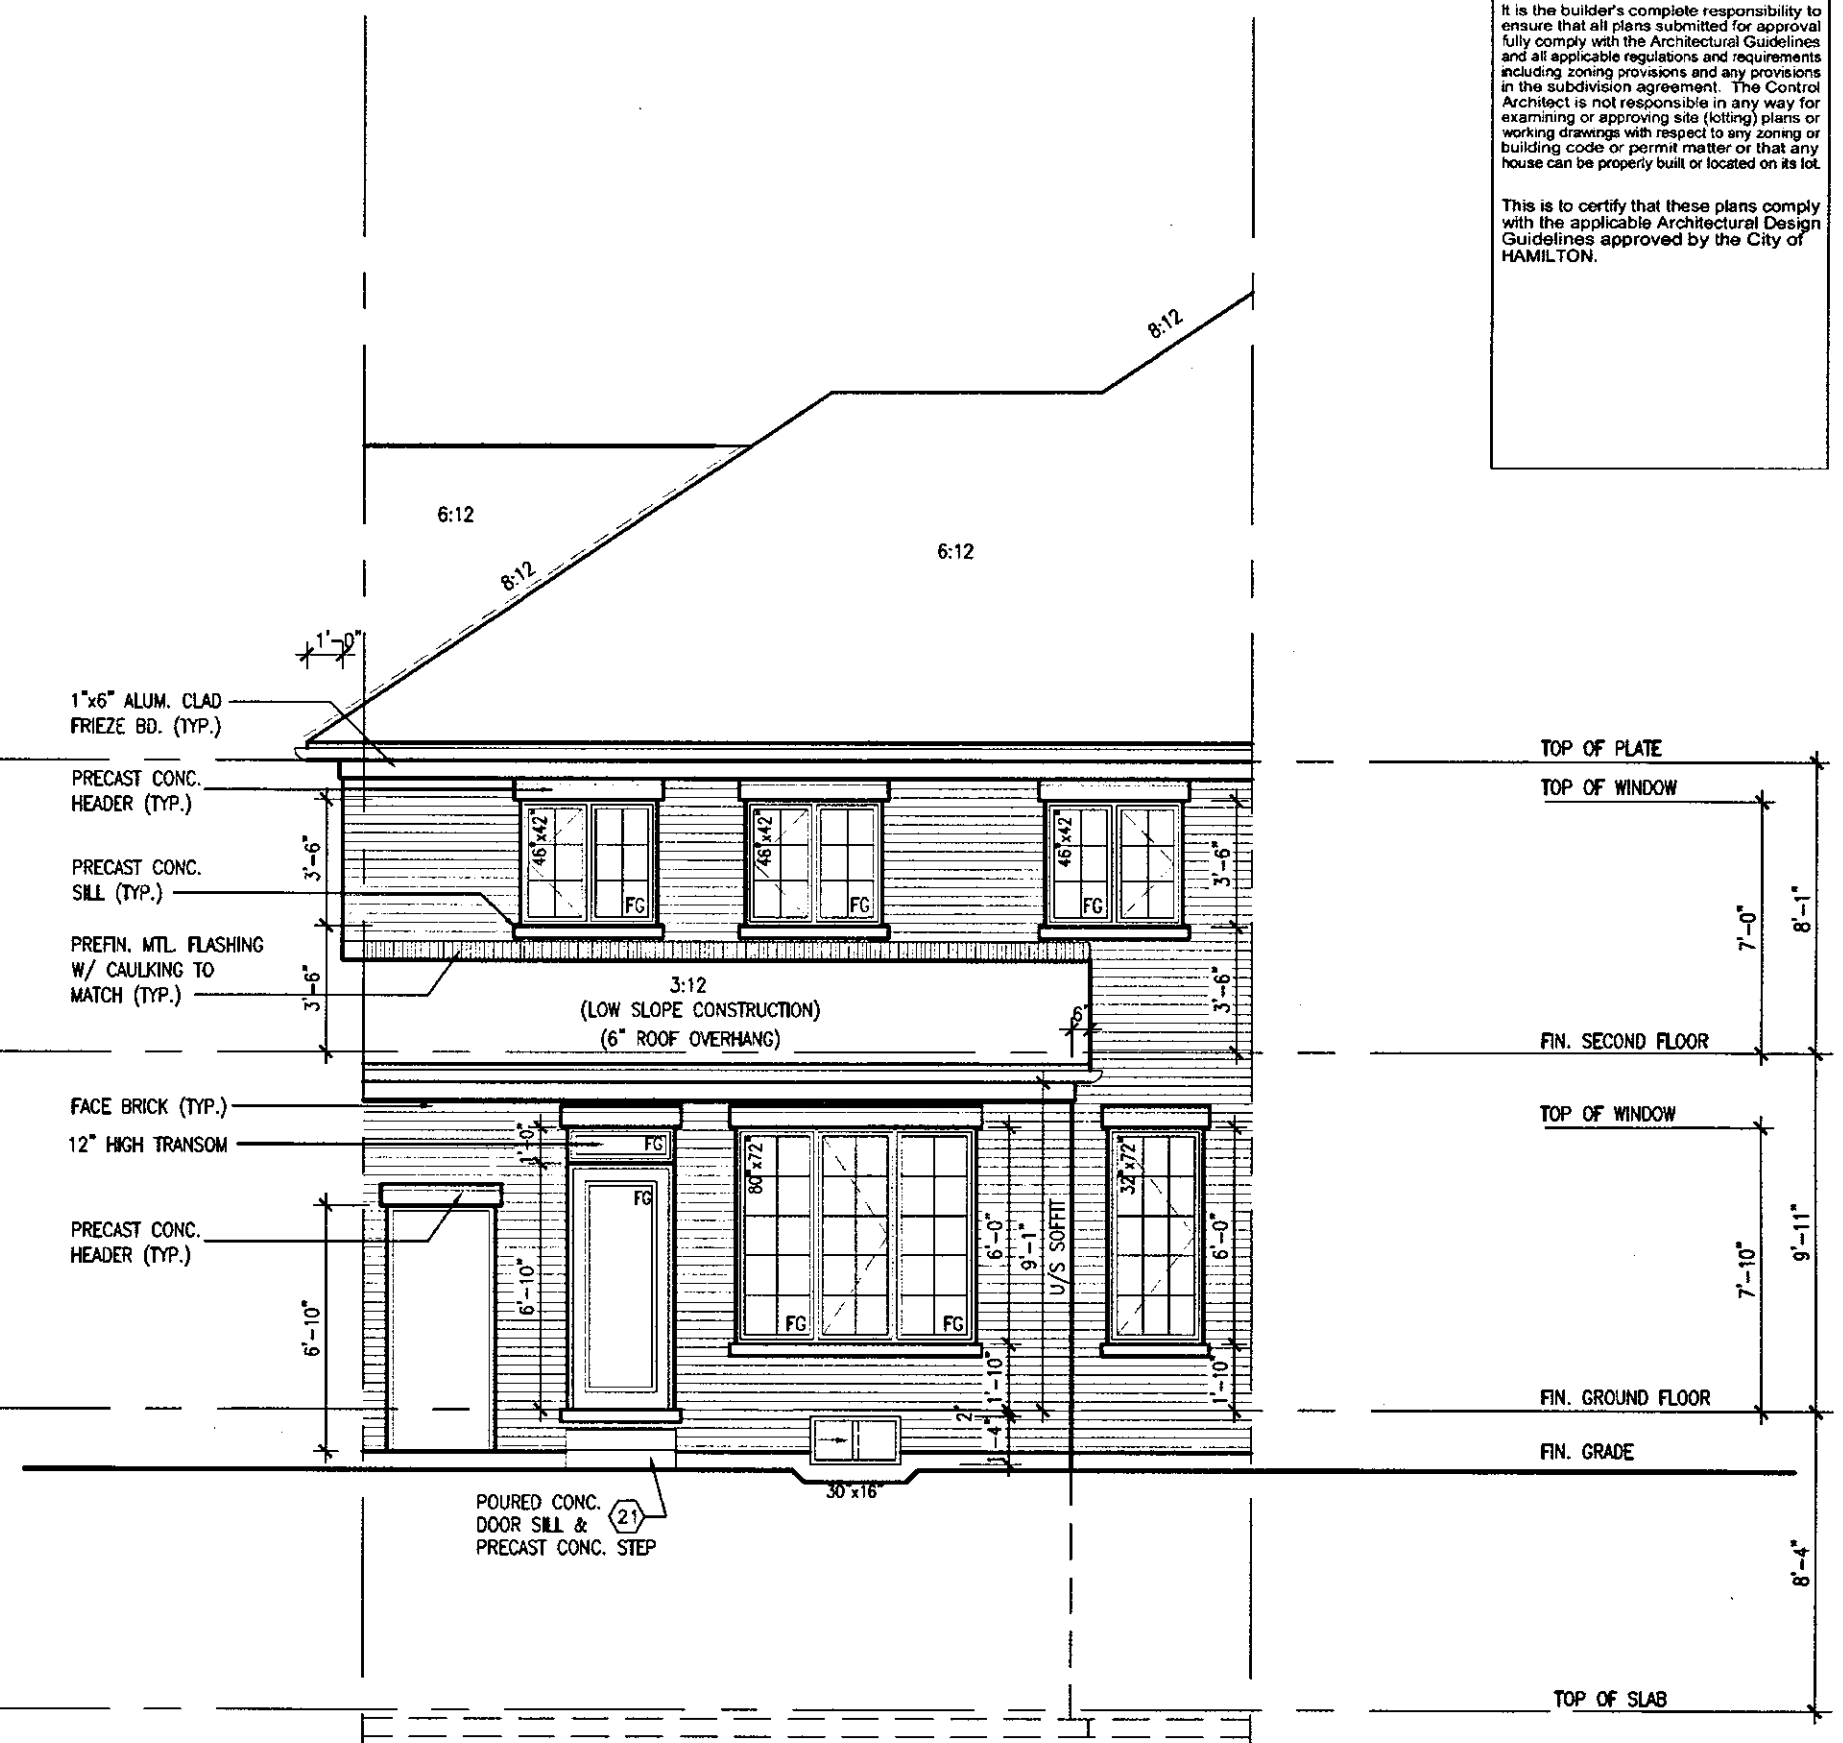 It is the builder's complete responsibility to
ensure that all plans submitted for approval
fully comply with the Architectural Guidelines
and all applicable regulations and requirements
including zoning provisions and any provisions
in the subdivision agreement. The Control
Architect is not responsible in any way for
examining or approving site (lotting) plans or
working drawings with respect to any zoning or
building code or permit matter or that any
house can be properly built or located on its lot.
This is to certify that these plans comply
with the applicable Architectural Design
Guidelines approved by the City of
HAMILTON.
8:12
6:12
6:12
8:12
1'-0"
1"x6" ALUM. CLAD
FRIEZE BD. (TYP.)
TOP OF PLATE
PRECAST CONC.
HEADER (TYP.)
TOP OF WINDOW
46"x42"
46"x42"
46"x42"
3'-6"
3'-6"
PRECAST CONC.
SILL (TYP.)
FG
FG
FG
7'-0"
8'-1"
PREFIN. MTL. FLASHING
W/ CAULKING TO
MATCH (TYP.)
3'-6"
3'-6"
3:12
(LOW SLOPE CONSTRUCTION)
(6" ROOF OVERHANG)
6"
FIN. SECOND FLOOR
FACE BRICK (TYP.)
TOP OF WINDOW
12" HIGH TRANSOM
1'-0"
FG
80"x72"
32"x72"
FG
PRECAST CONC.
HEADER (TYP.)
6'-10"
6'-10"
6'-0"
9'-1"
U/S SOFFIT
6'-0"
7'-10"
9'-11"
FG
FG
1'-10"
1'-10"
FIN. GROUND FLOOR
2"
1'-4"
FIN. GRADE
30"x16"
POURED CONC.
DOOR SILL &
PRECAST CONC. STEP
21
8'-4"
TOP OF SLAB